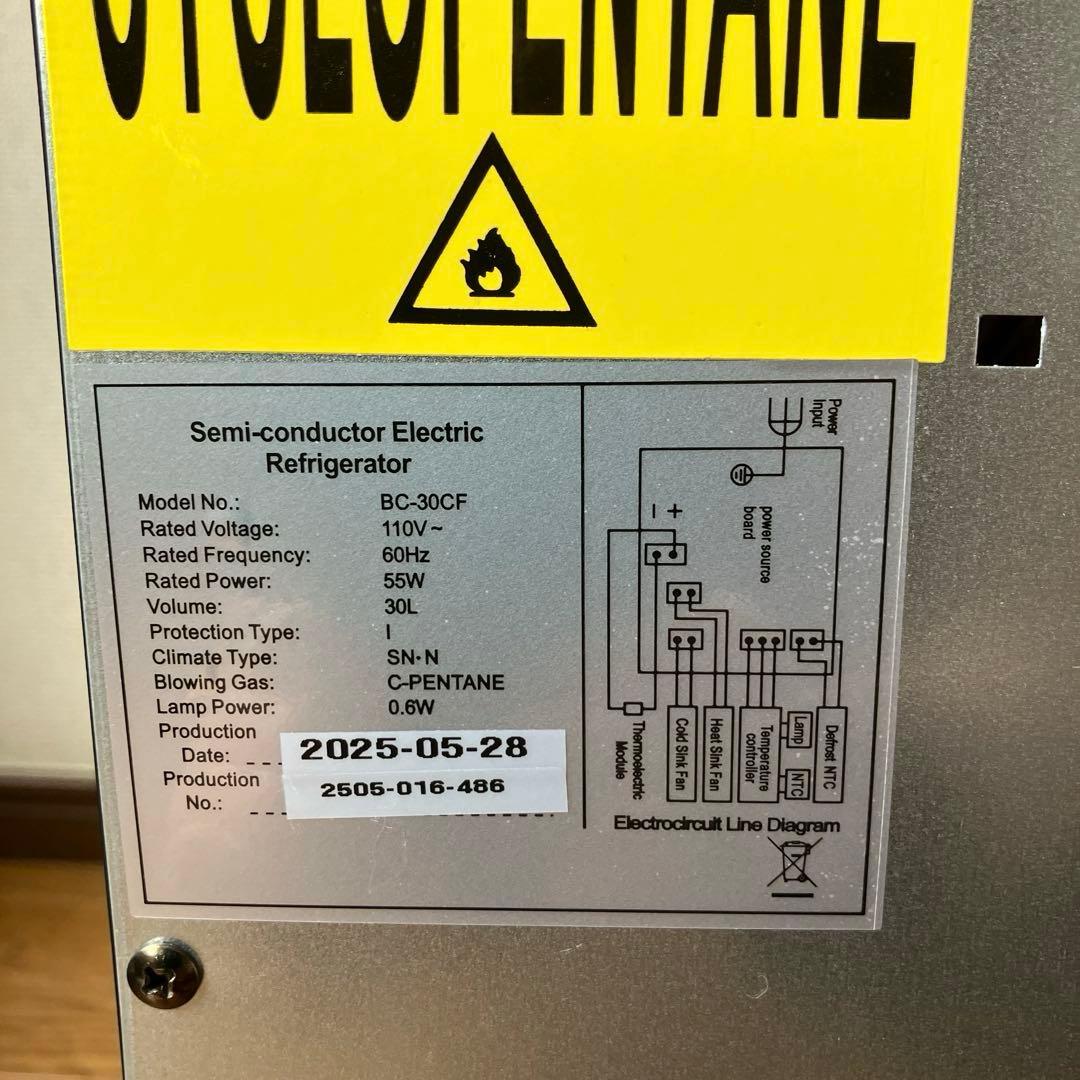 CYCLOPENTANE
Semi-conductor Electric
Refrigerator
Model No.: BC-30CF
Rated Voltage: 110V~
Rated Frequency: 60Hz
Rated Power: 55W
Volume: 30L
Protection Type: I
Climate Type: SN·N
Blowing Gas: C-PENTANE
Lamp Power: 0.6W
Production
Date: 2025-05-28
Production
No.: 2505-016-486
Power
Input
power source
board
+
−
Thermoelectric
Module
Cold Sink Fan
Heat Sink Fan
Temperature
controller
Lamp
NTC
Defrost NTC
Electrocircuit Line Diagram